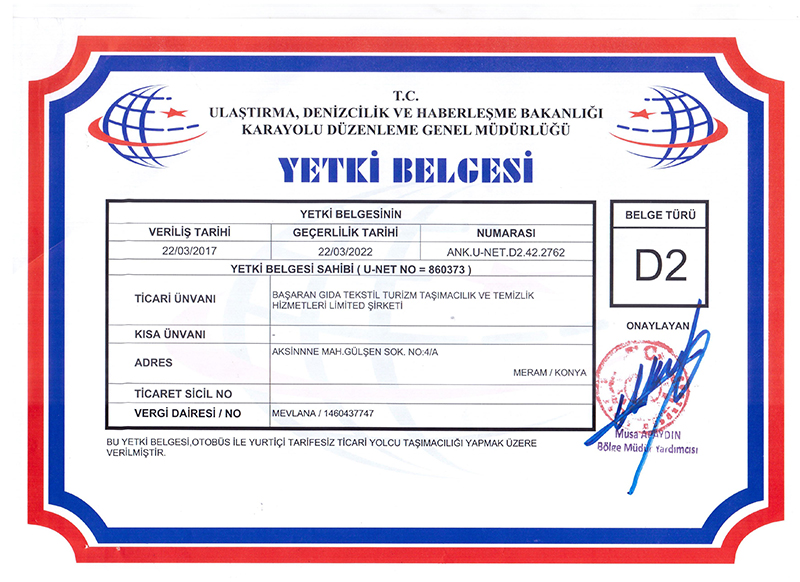 T.C.
ULAŞTIRMA, DENİZCİLİK VE HABERLEŞME BAKANLIĞI
KARAYOLU DÜZENLEME GENEL MÜDÜRLÜĞÜ
YETKİ BELGESİ
YETKİ BELGESİNİN
VERİLİŞ TARİHİ GEÇERLİLİK TARİHİ NUMARASI
22/03/2017 22/03/2022 ANK.U-NET.D2.42.2762
YETKİ BELGESİ SAHİBİ ( U-NET NO = 860373 )
TİCARİ ÜNVANI BAŞARAN GIDA TEKSTİL TURİZM TAŞIMACILIK VE TEMİZLİK
HİZMETLERİ LİMİTED ŞİRKETİ
KISA ÜNVANI -
ADRES AKSİNNNE MAH.GÜLŞEN SOK. NO:4/A
MERAM / KONYA
TİCARET SİCİL NO
VERGİ DAİRESİ / NO MEVLANA / 1460437747
BU YETKİ BELGESİ,OTOBÜS İLE YURTİÇİ TARİFESİZ TİCARİ YOLCU TAŞIMACILIĞI YAPMAK ÜZERE
VERİLMİŞTİR.
BELGE TÜRÜ
D2
ONAYLAYAN
T.C.
Musa
Bölge Müdür Yardımcısı